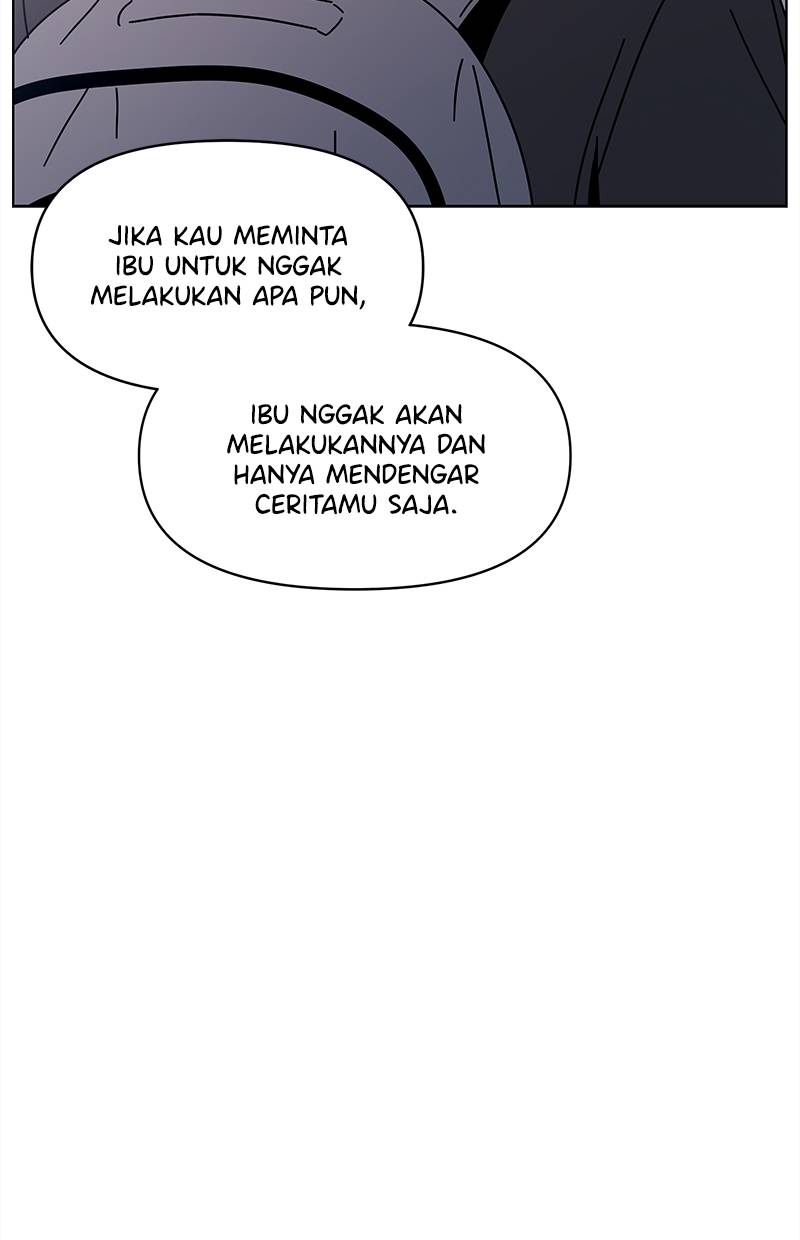 JIKA KAU MEMINTA
IBU UNTUK NGGAK
MELAKUKAN APA PUN,
IBU NGGAK AKAN
MELAKUKANNYA DAN
HANYA MENDENGAR
CERITAMU SAJA.